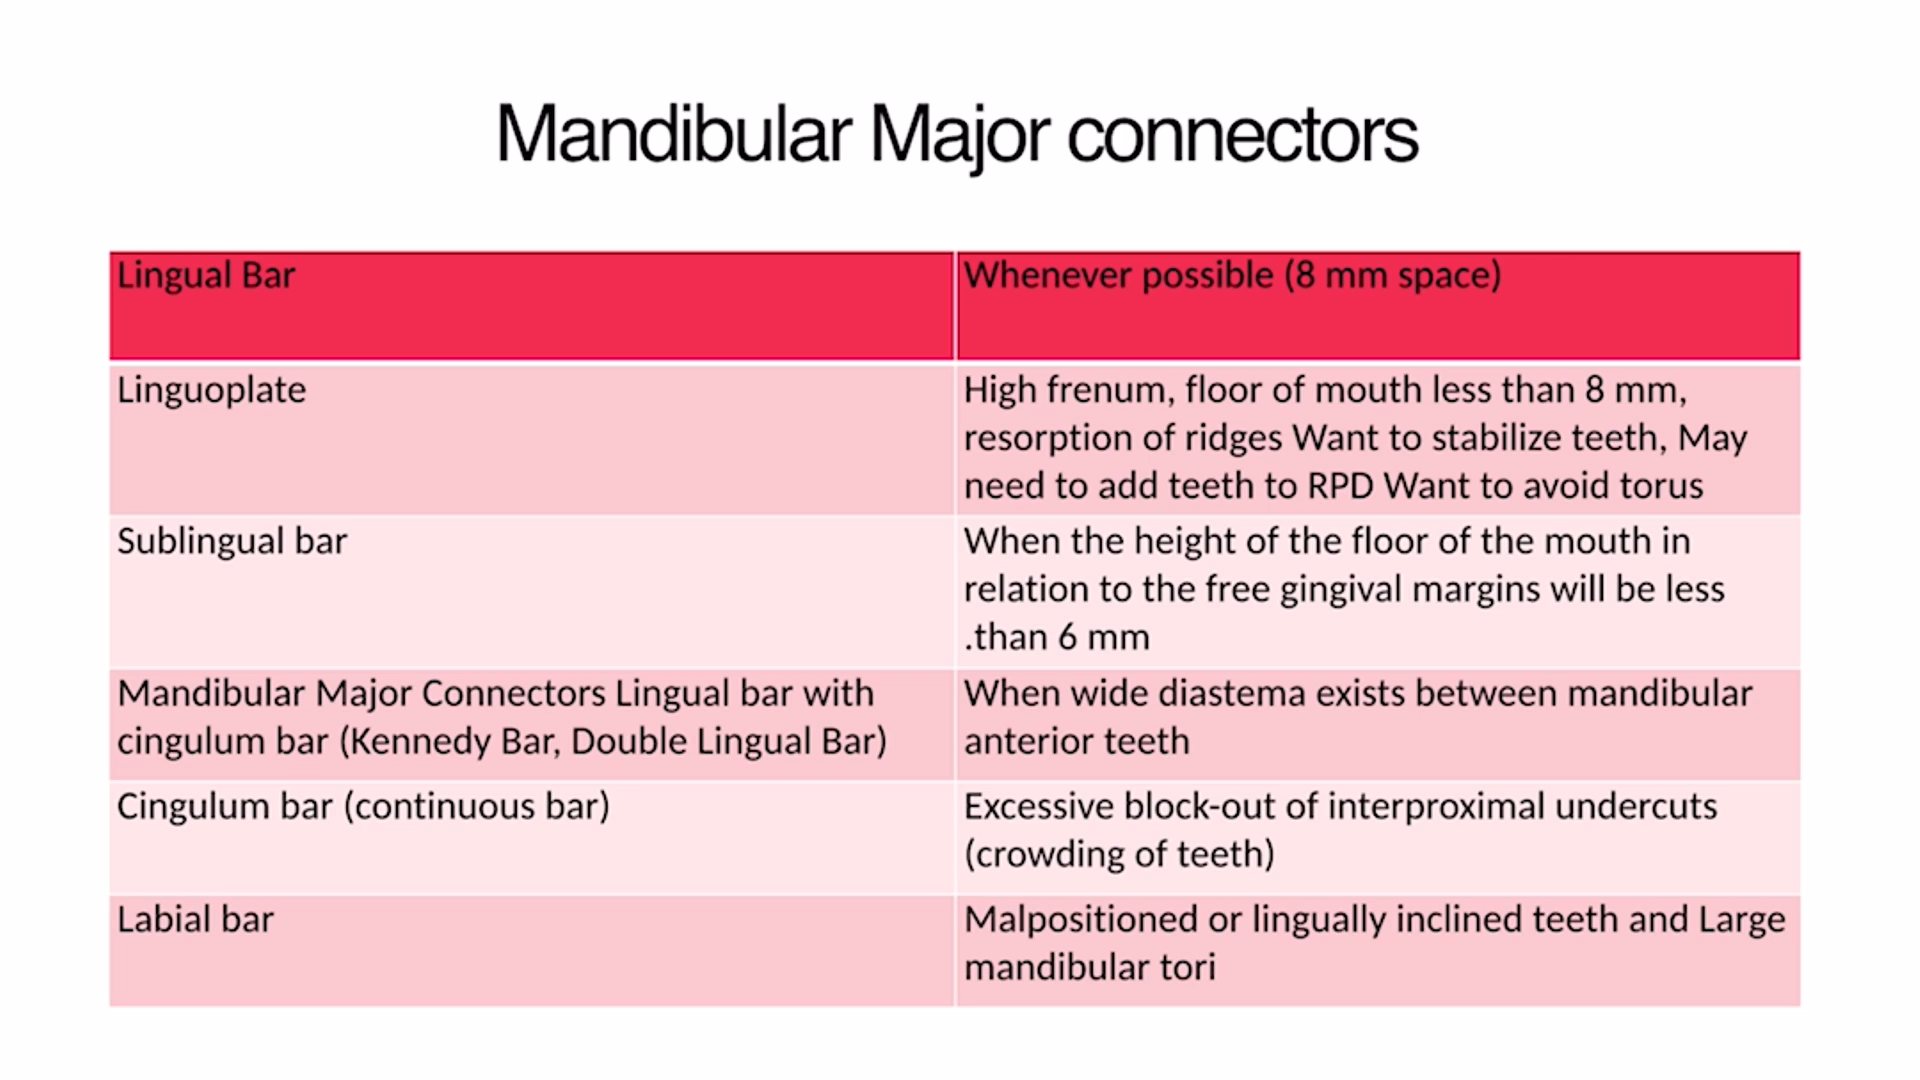 Mandibular Major connectors
Lingual Bar
Whenever possible (8 mm space)
Linguoplate
High frenum, floor of mouth less than 8 mm,
resorption of ridges Want to stabilize teeth, May
need to add teeth to RPD Want to avoid torus
Sublingual bar
When the height of the floor of the mouth in
relation to the free gingival margins will be less
.than 6 mm
Mandibular Major Connectors Lingual bar with
cingulum bar (Kennedy Bar, Double Lingual Bar)
When wide diastema exists between mandibular
anterior teeth
Cingulum bar (continuous bar)
Excessive block-out of interproximal undercuts
(crowding of teeth)
Labial bar
Malpositioned or lingually inclined teeth and Large
mandibular tori